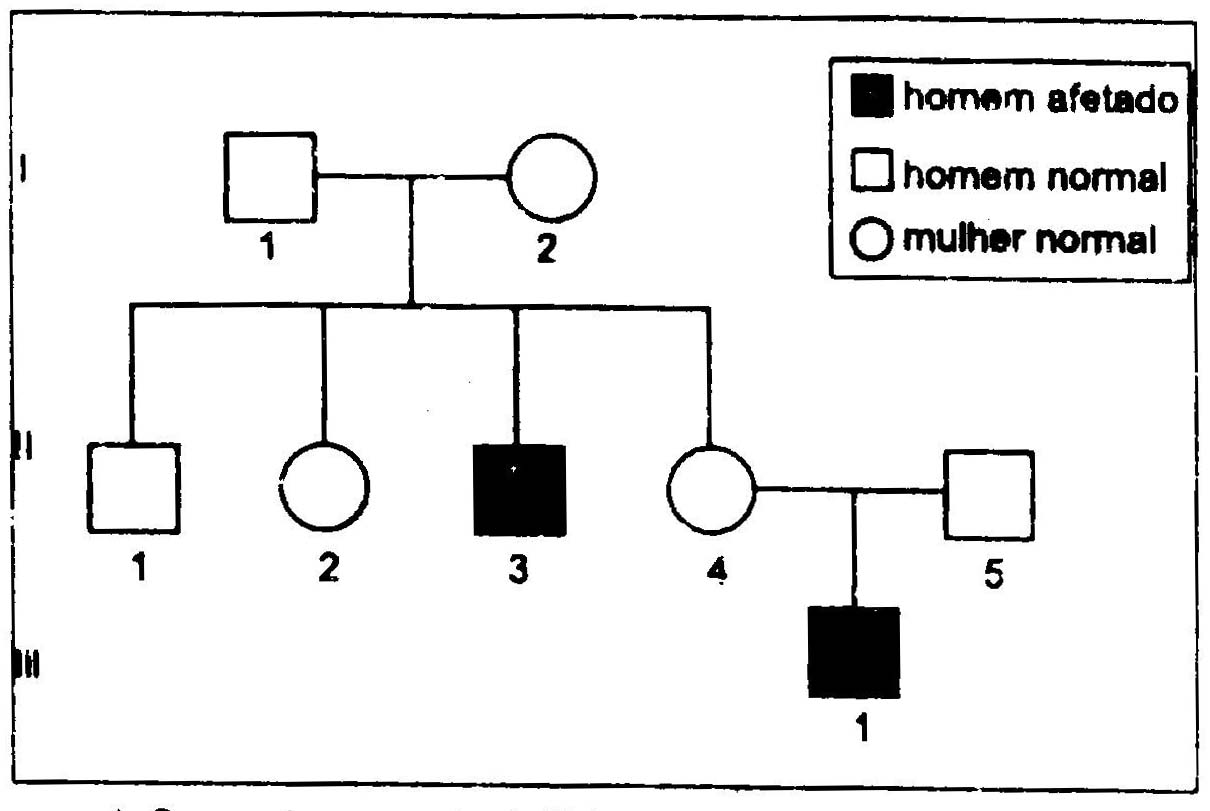 homem afetado
homem normal
mulher normal
I
1 2
II
1 2 3 4 5
III
1